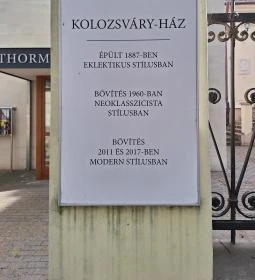 KOLOZSVÁRY-HÁZ
THORM
ÉPÜLT 1887-BEN
EKLEKTIKUS STÍLUSBAN
BŐVÍTÉS 1960-BAN
NEOKLASSZICISTA
STÍLUSBAN
BŐVÍTÉS
2011 ÉS 2017-BEN
MODERN STÍLUSBAN